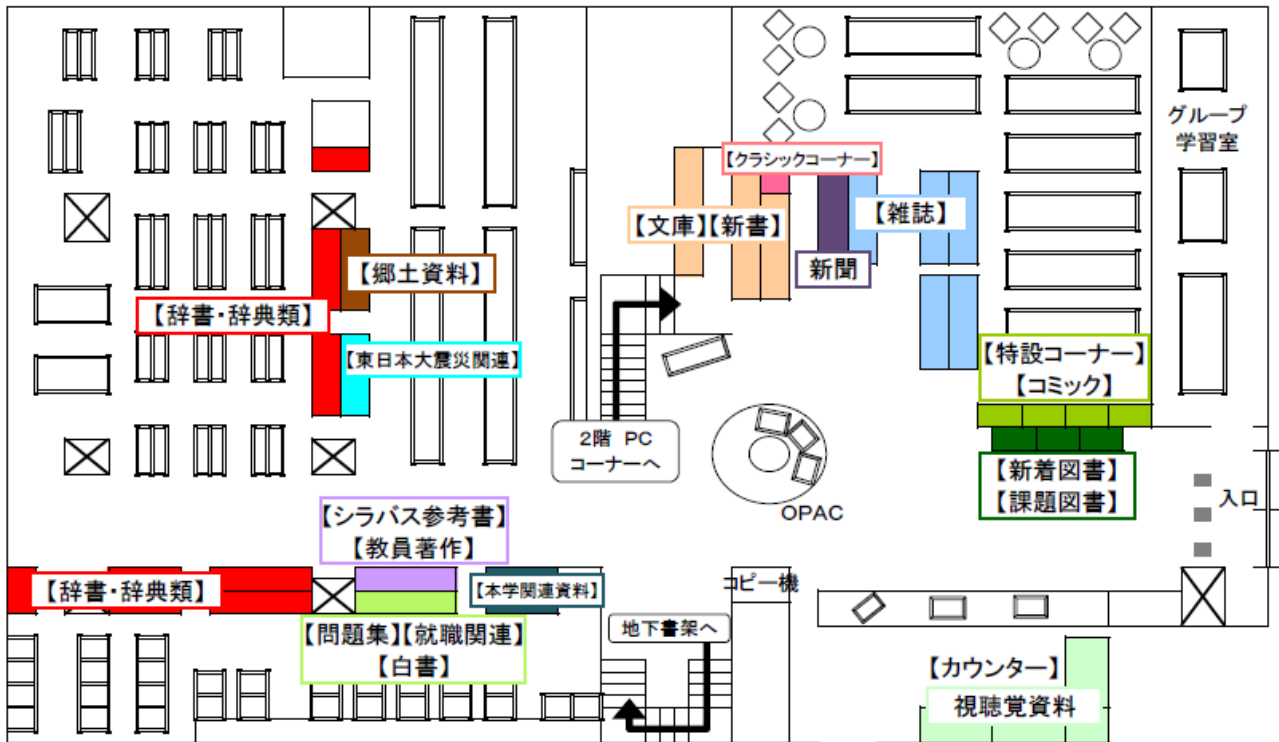 グループ
学習室
【クラシックコーナー】
【文庫】【新書】
【雑誌】
新聞
【郷土資料】
【辞書・辞典類】
【東日本大震災関連】
【特設コーナー】
【コミック】
2階 PC
コーナーへ
【新着図書】
【課題図書】
入口
OPAC
【シラバス参考書】
【教員著作】
【辞書・辞典類】
【本学関連資料】
コピー機
【問題集】【就職関連】
【白書】
地下書架へ
【カウンター】
視聴覚資料